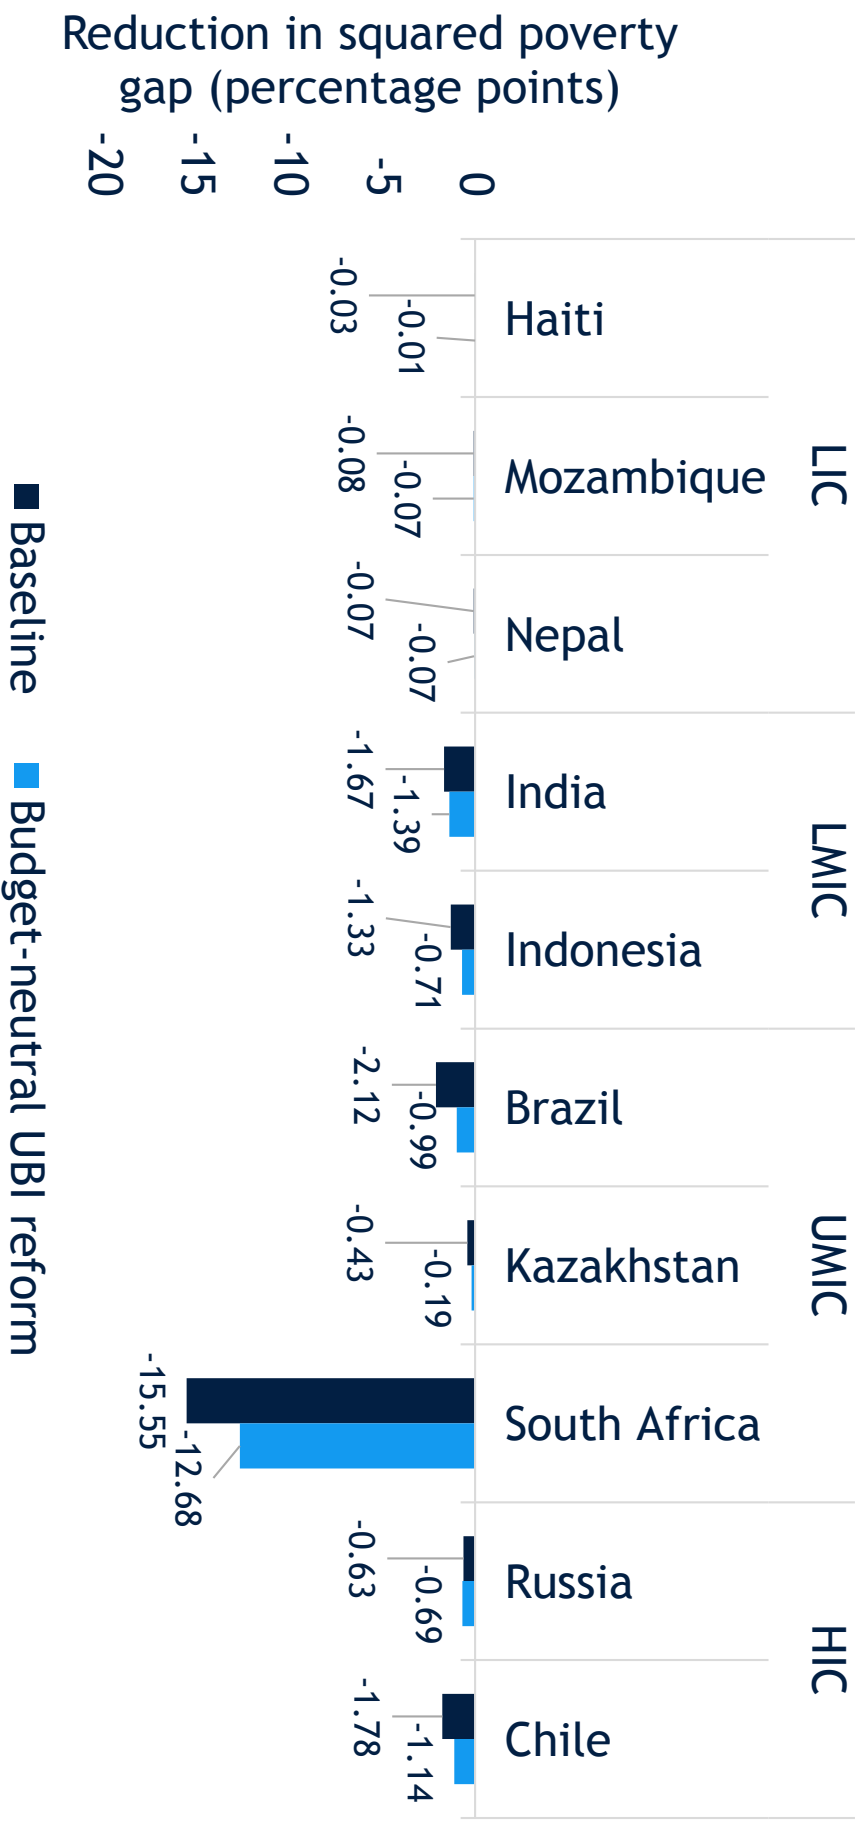 Reduction in squared poverty
gap (percentage points)
-20
-15
-10
-5
0
LIC
LMIC
UMIC
HIC
Haiti
Mozambique
Nepal
India
Indonesia
Brazil
Kazakhstan
South Africa
Russia
Chile
-0.03
-0.01
-0.08
-0.07
-0.07
-0.07
-1.67
-1.39
-1.33
-0.71
-2.12
-0.99
-0.43
-0.19
-15.55
-12.68
-0.63
-0.69
-1.78
-1.14
Baseline
Budget-neutral UBI reform